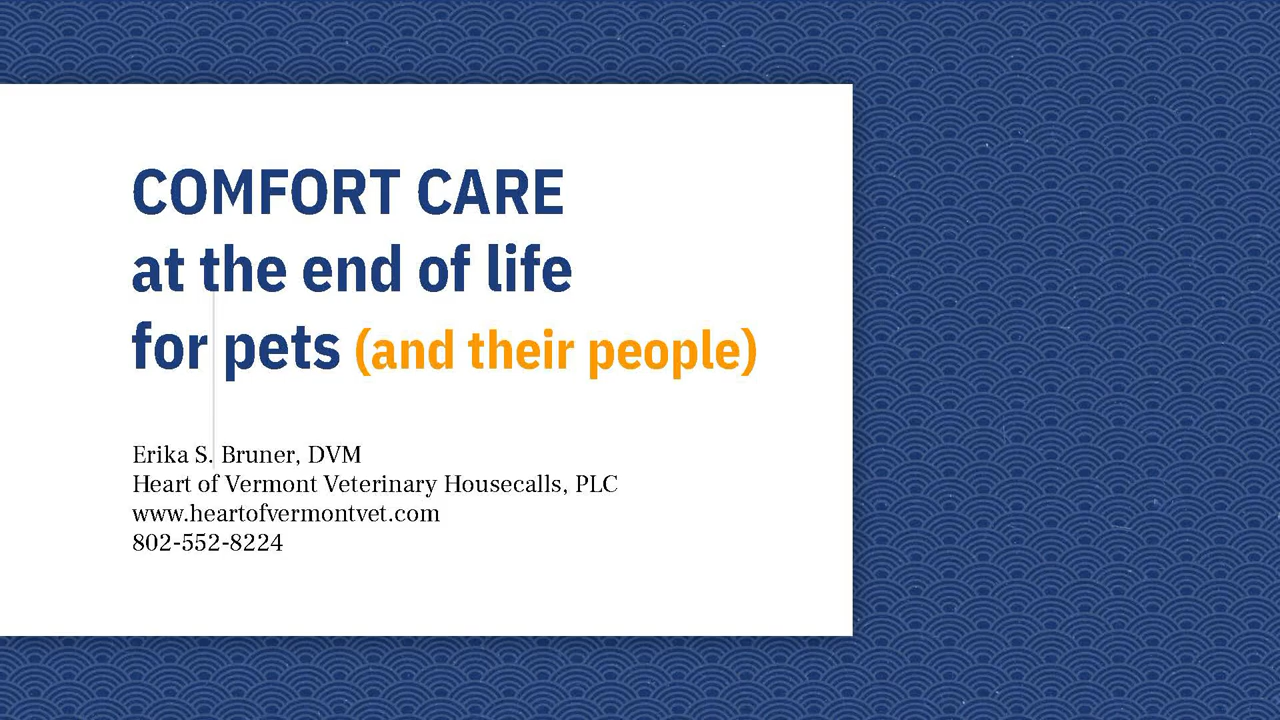 COMFORT CARE
at the end of life
for pets (and their people)
Erika S. Bruner, DVM
Heart of Vermont Veterinary Housecalls, PLC
www.heartofvermontvet.com
802-552-8224